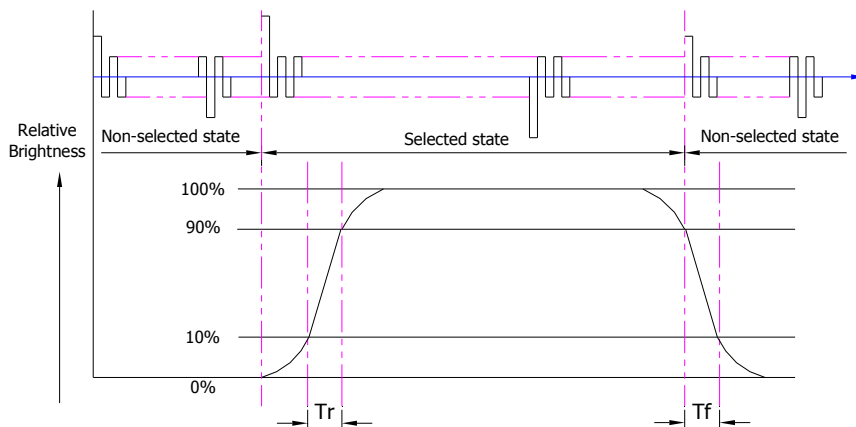 Relative
Brightness
Non-selected state
Selected state
Non-selected state
100%
90%
10%
0%
Tr
Tf